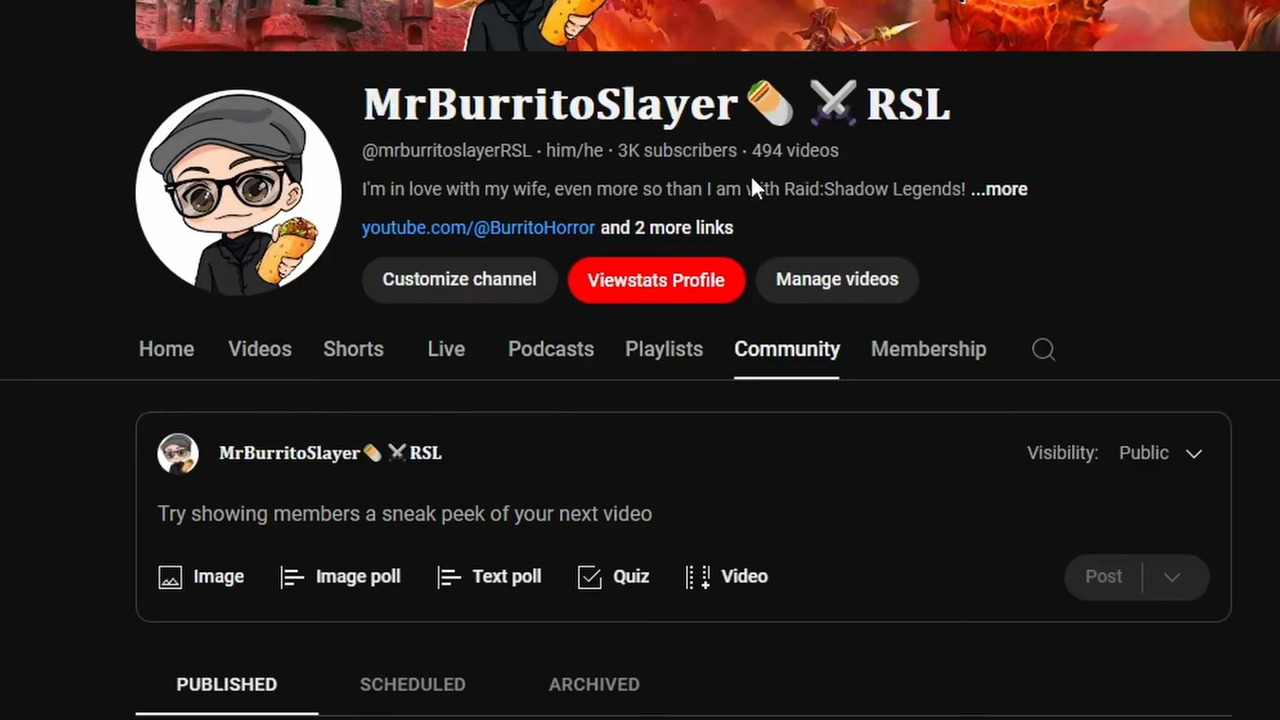 MrBurritoSlayer🌯⚔️RSL
@mrburritoslayerRSL · him/he · 3K subscribers · 494 videos
I'm in love with my wife, even more so than I am with Raid:Shadow Legends! ...more
youtube.com/@BurritoHorror and 2 more links
Customize channel Viewstats Profile Manage videos
Home Videos Shorts Live Podcasts Playlists Community Membership
MrBurritoSlayer🌯⚔️RSL Visibility: Public
Try showing members a sneak peek of your next video
Image Image poll Text poll Quiz Video Post
PUBLISHED SCHEDULED ARCHIVED